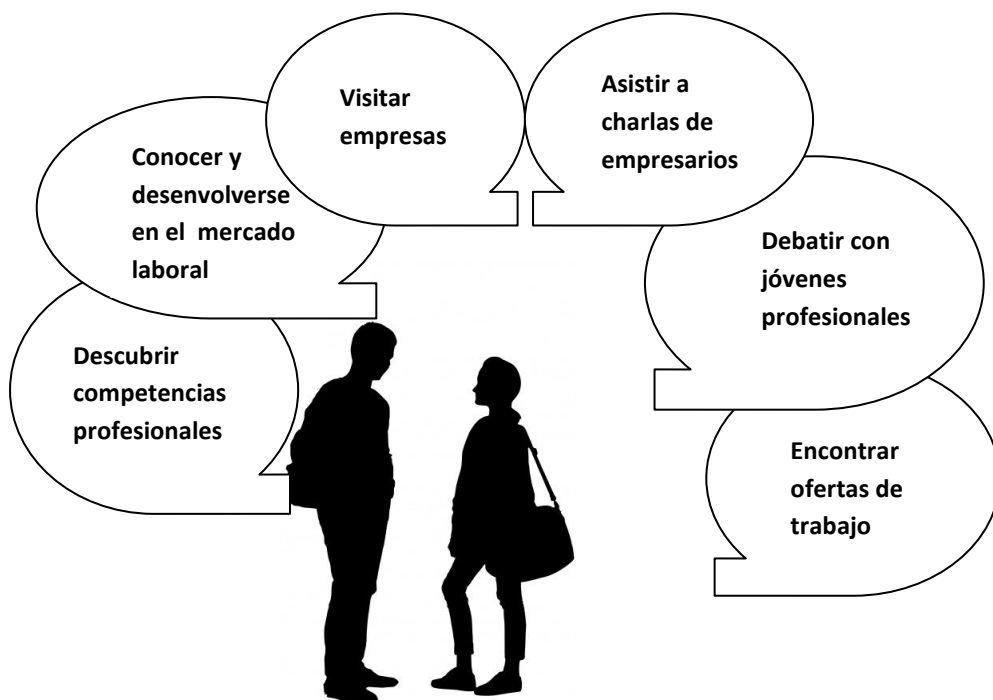 Visitar
empresas
Asistir a
charlas de
empresarios
Conocer y
desenvolverse
en el mercado
laboral
Debatir con
jóvenes
profesionales
Descubrir
competencias
profesionales
Encontrar
ofertas de
trabajo